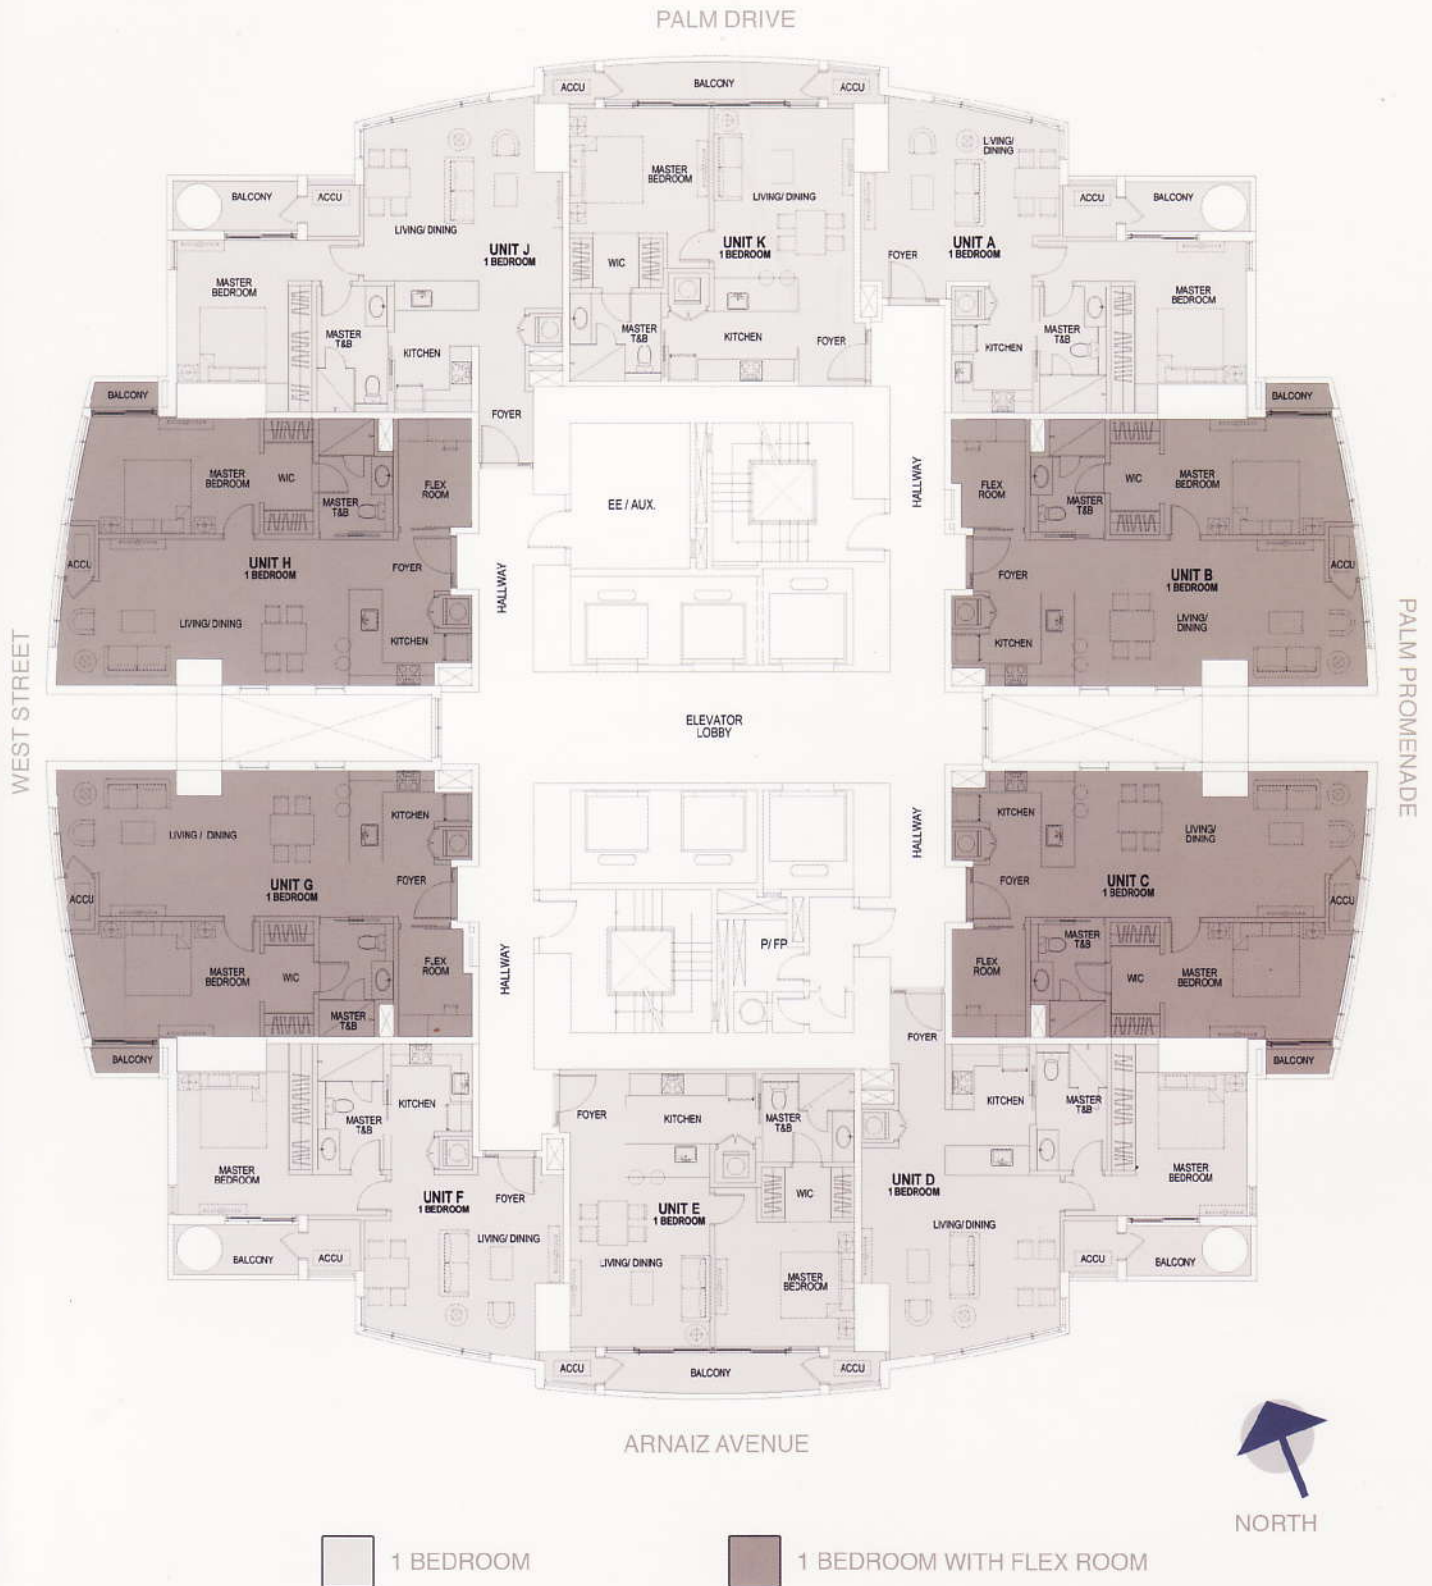 PALM DRIVE
ACCU
BALCONY
ACCU
LIVING/
DINING
MASTER
BEDROOM
LIVING/ DINING
BALCONY
ACCU
ACCU
BALCONY
LIVING/ DINING
UNIT J
1 BEDROOM
UNIT K
1 BEDROOM
UNIT A
1 BEDROOM
FOYER
WIC
MASTER
BEDROOM
MASTER
BEDROOM
MASTER
T&B
KITCHEN
MASTER
T&B
KITCHEN
FOYER
KITCHEN
MASTER
T&B
BALCONY
BALCONY
FOYER
MASTER
BEDROOM
WIC
MASTER
T&B
FLEX
ROOM
EE / AUX.
HALLWAY
FLEX
ROOM
MASTER
T&B
WIC
MASTER
BEDROOM
ACCU
UNIT H
1 BEDROOM
FOYER
HALLWAY
FOYER
UNIT B
1 BEDROOM
ACCU
LIVING/ DINING
KITCHEN
KITCHEN
LIVING/
DINING
WEST STREET
ELEVATOR
LOBBY
PALM PROMENADE
LIVING / DINING
KITCHEN
HALLWAY
KITCHEN
LIVING/
DINING
UNIT G
1 BEDROOM
FOYER
FOYER
UNIT C
1 BEDROOM
ACCU
ACCU
MASTER
BEDROOM
WIC
MASTER
T&B
FLEX
ROOM
HALLWAY
P/ FP
FLEX
ROOM
MASTER
T&B
WIC
MASTER
BEDROOM
BALCONY
FOYER
BALCONY
MASTER
BEDROOM
MASTER
T&B
KITCHEN
FOYER
KITCHEN
MASTER
T&B
KITCHEN
MASTER
T&B
MASTER
BEDROOM
UNIT F
1 BEDROOM
FOYER
UNIT E
1 BEDROOM
WIC
UNIT D
1 BEDROOM
BALCONY
ACCU
LIVING/ DINING
LIVING/ DINING
MASTER
BEDROOM
LIVING/ DINING
ACCU
BALCONY
ACCU
BALCONY
ACCU
ARNAIZ AVENUE
NORTH
1 BEDROOM
1 BEDROOM WITH FLEX ROOM